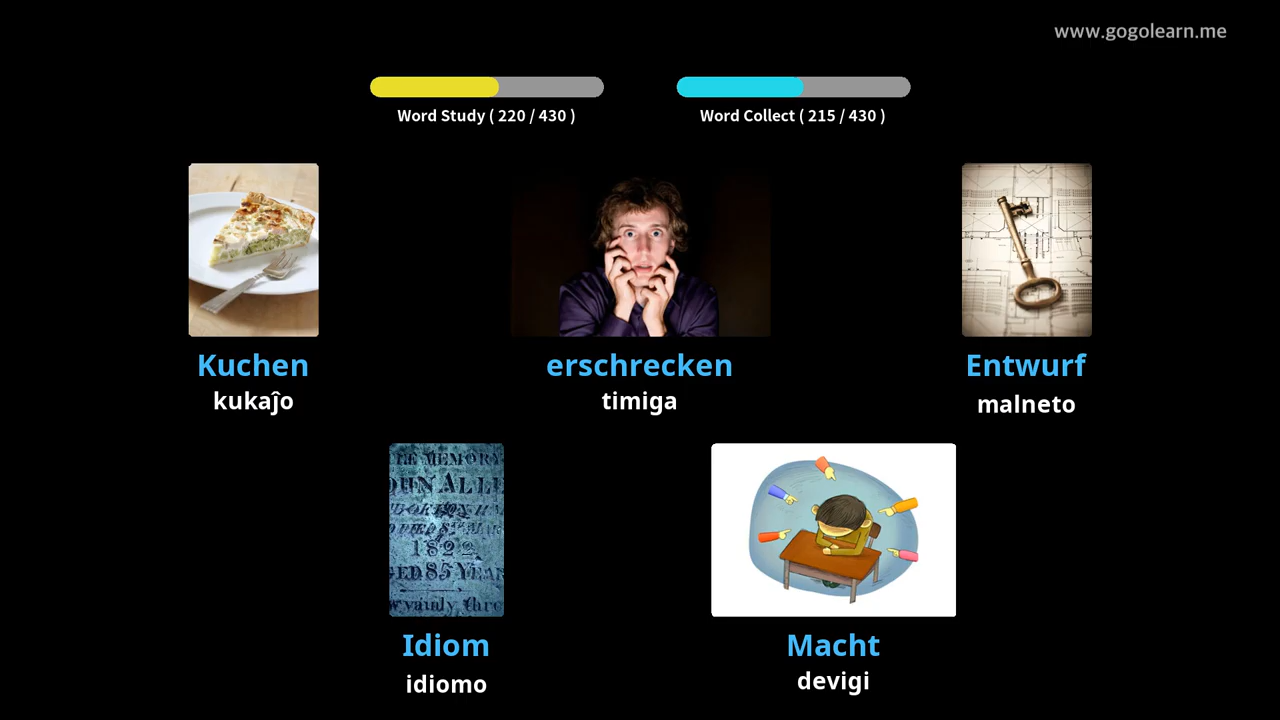 www.gogolearn.me
Word Study ( 220 / 430 )
Word Collect ( 215 / 430 )
Kuchen
kukaĵo
erschrecken
timiga
Entwurf
malneto
1822
Idiom
idiomo
Macht
devigi